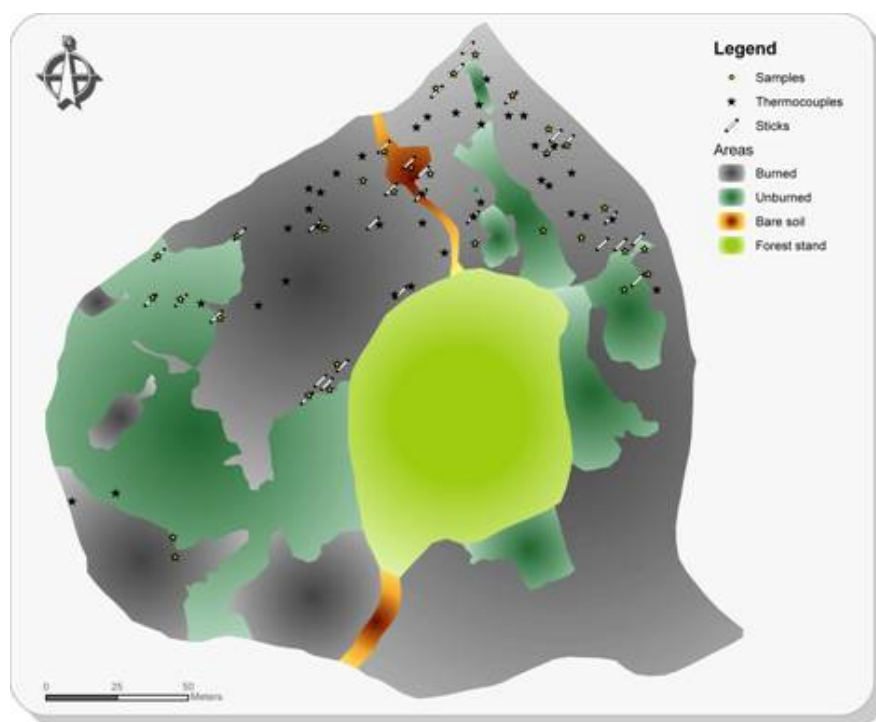 Legend
Samples
Thermocouples
Sticks
Areas
Burned
Unburned
Bare soil
Forest stand
0 25 50
Meters